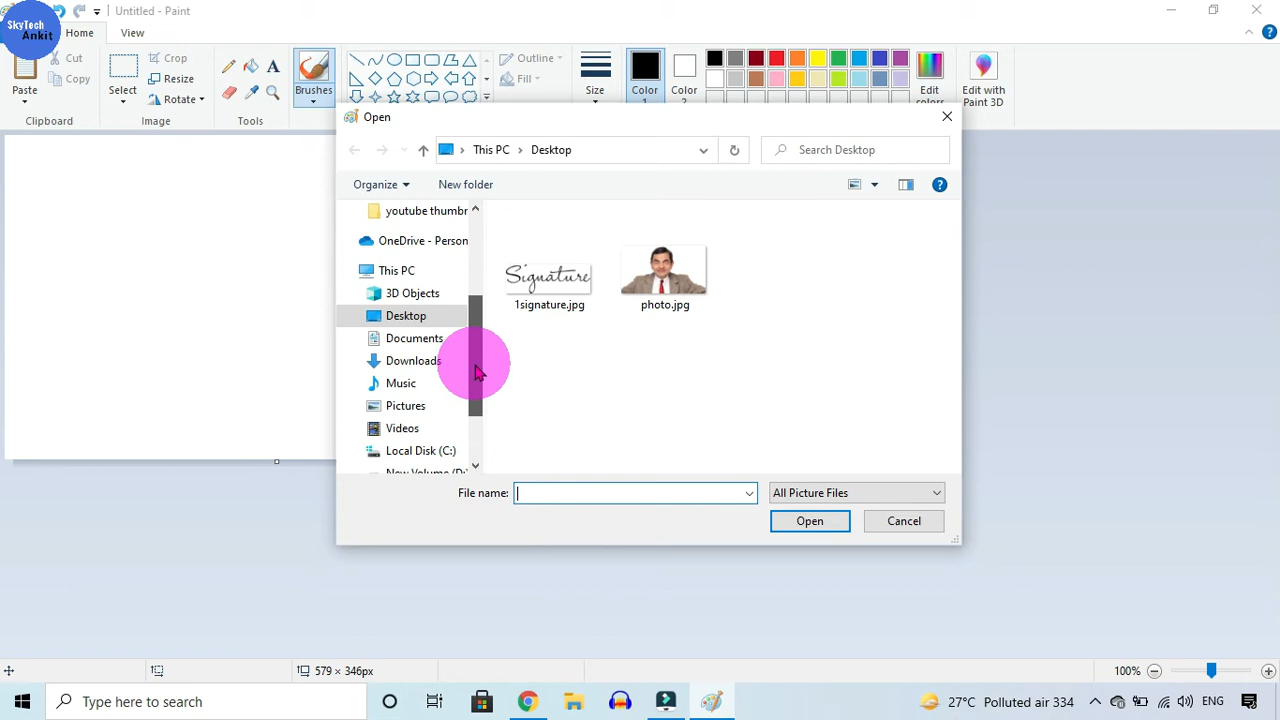 Untitled - Paint
SkyTech
Ankit
Home
View
Paste
Cut
Copy
Clipboard
Select
Crop
Resize
Rotate
Image
Tools
Brushes
Outline
Fill
Size
Color
1
Color
2
Edit
colors
Edit with
Paint 3D
Open
This PC
Desktop
Search Desktop
Organize
New folder
youtube thumbr
OneDrive - Person
This PC
3D Objects
Desktop
Documents
Downloads
Music
Pictures
Videos
Local Disk (C:)
New Volume (D:)
Signature
1signature.jpg
photo.jpg
File name:
All Picture Files
Open
Cancel
579 × 346px
100%
Type here to search
27°C Polluted air 334
ENG